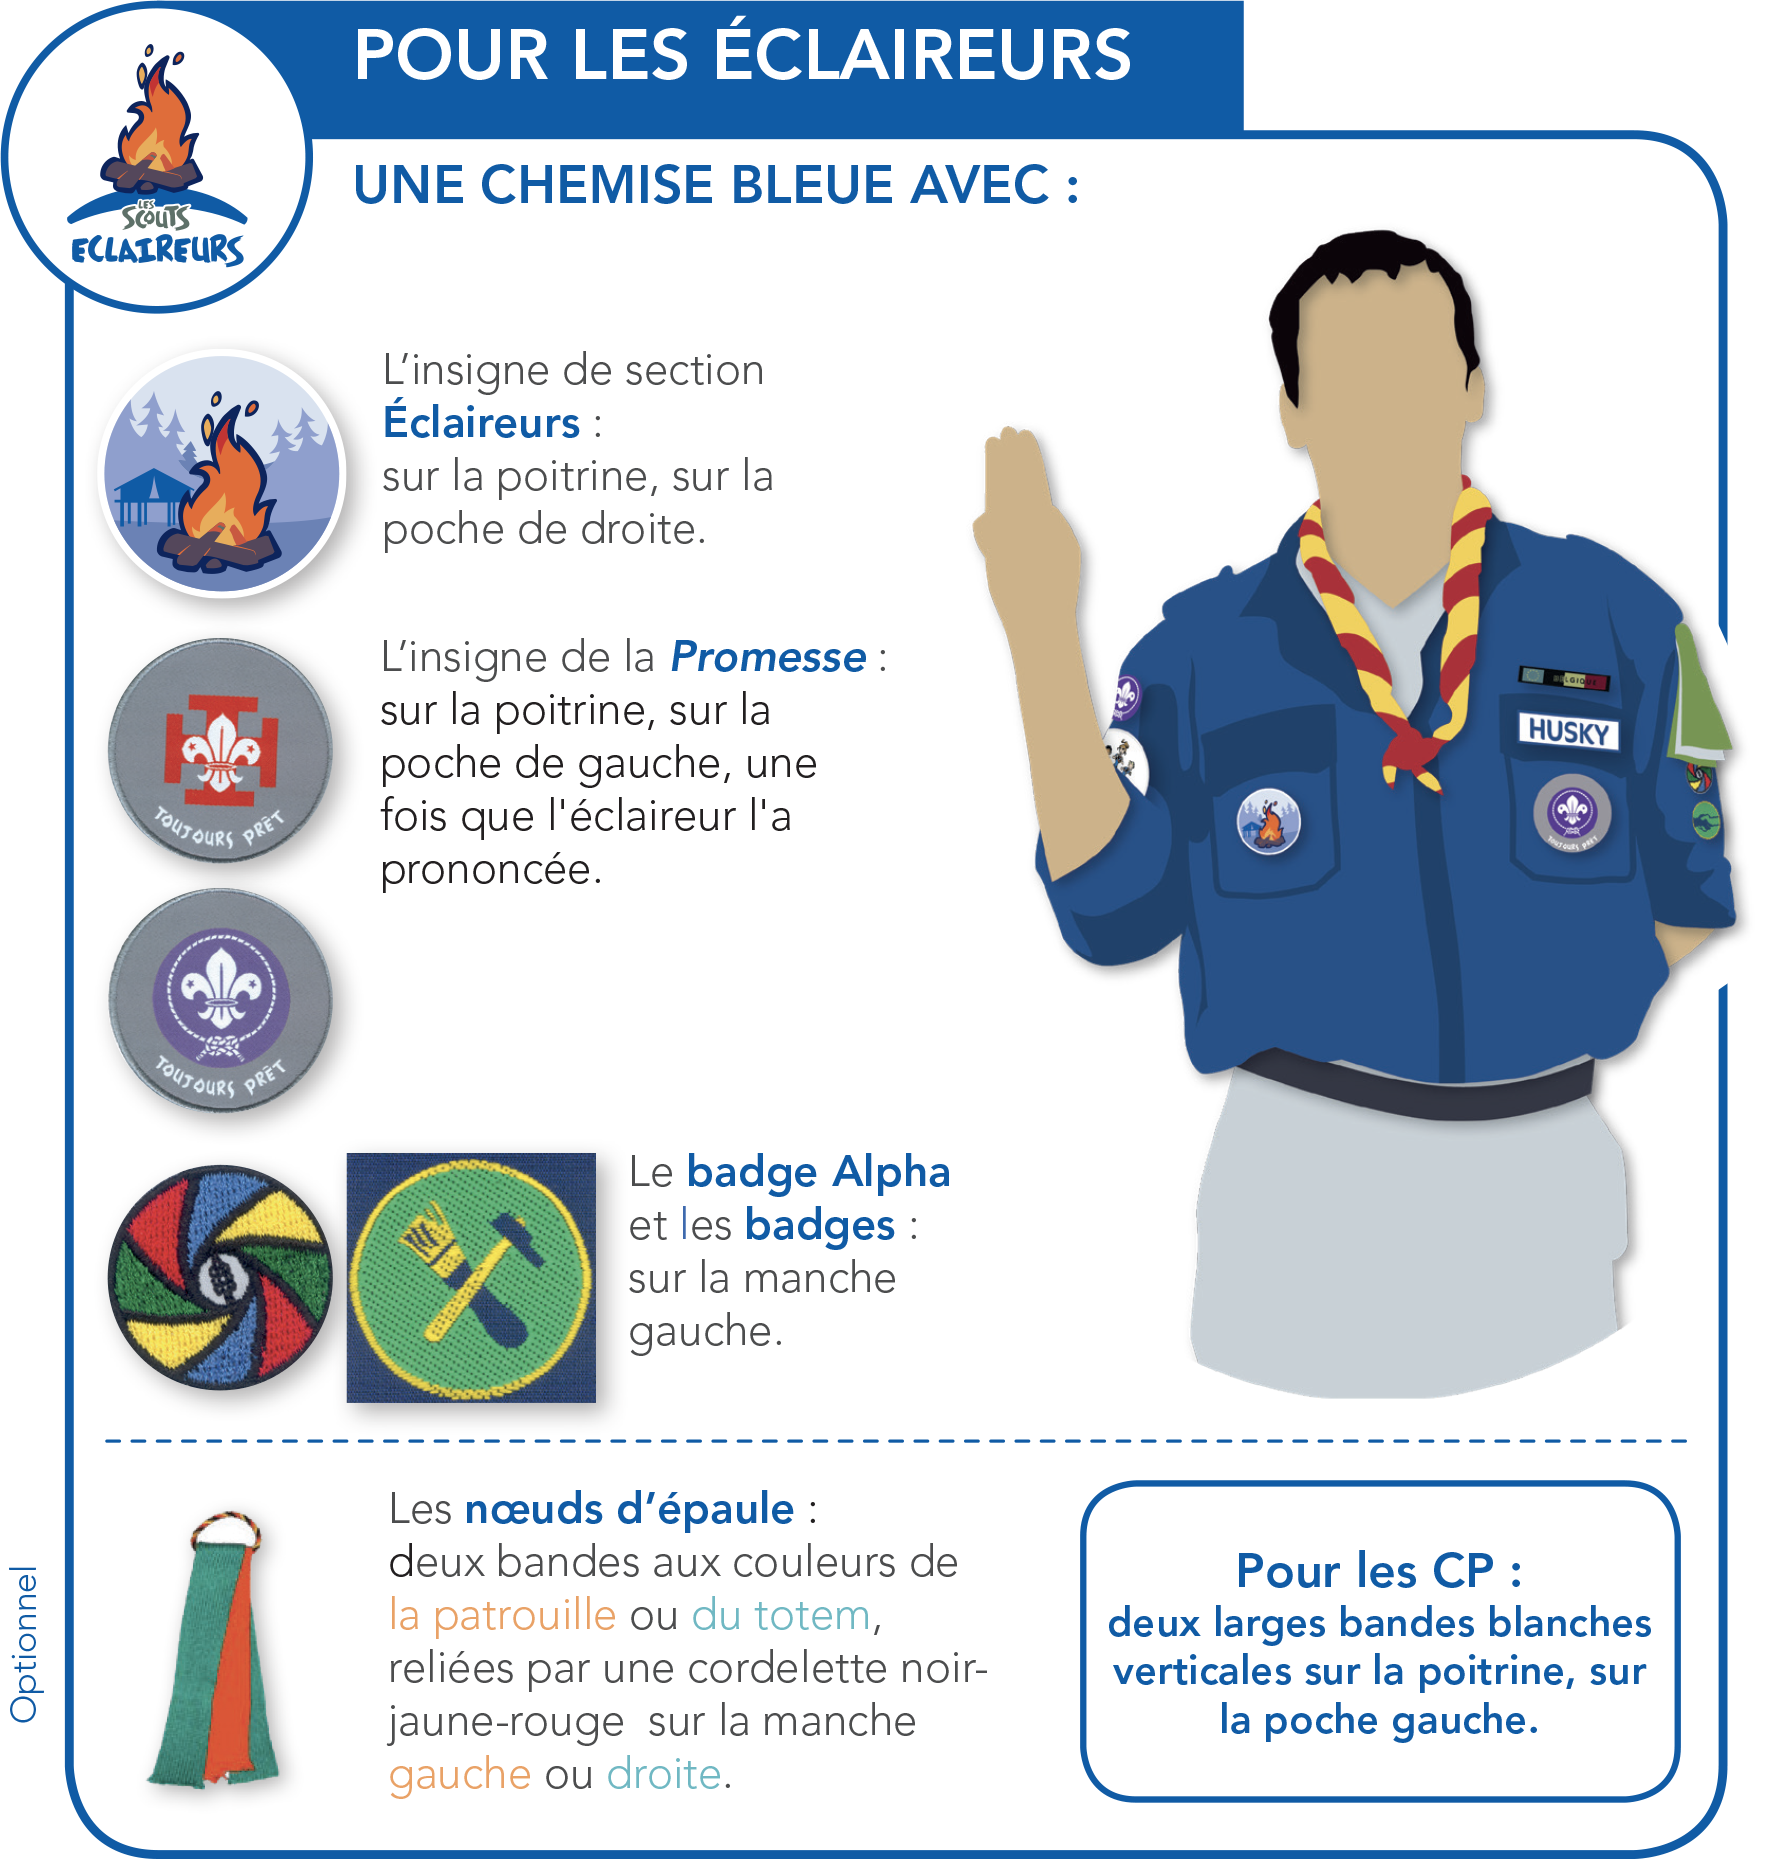 POUR LES ÉCLAIREURS
LES
SCOUTS
ECLAIREURS
UNE CHEMISE BLEUE AVEC :
L’insigne de section
Éclaireurs :
sur la poitrine, sur la
poche de droite.
L’insigne de la Promesse :
sur la poitrine, sur la
poche de gauche, une
fois que l'éclaireur l'a
prononcée.
TOUJOURS PRÊT
TOUJOURS PRÊT
BELGIQUE
HUSKY
TOUJOURS PRÊT
Le badge Alpha
et les badges :
sur la manche
gauche.
Optionnel
Les nœuds d’épaule :
deux bandes aux couleurs de
la patrouille ou du totem,
reliées par une cordelette noir-
jaune-rouge  sur la manche
gauche ou droite.
Pour les CP :
deux larges bandes blanches
verticales sur la poitrine, sur
la poche gauche.